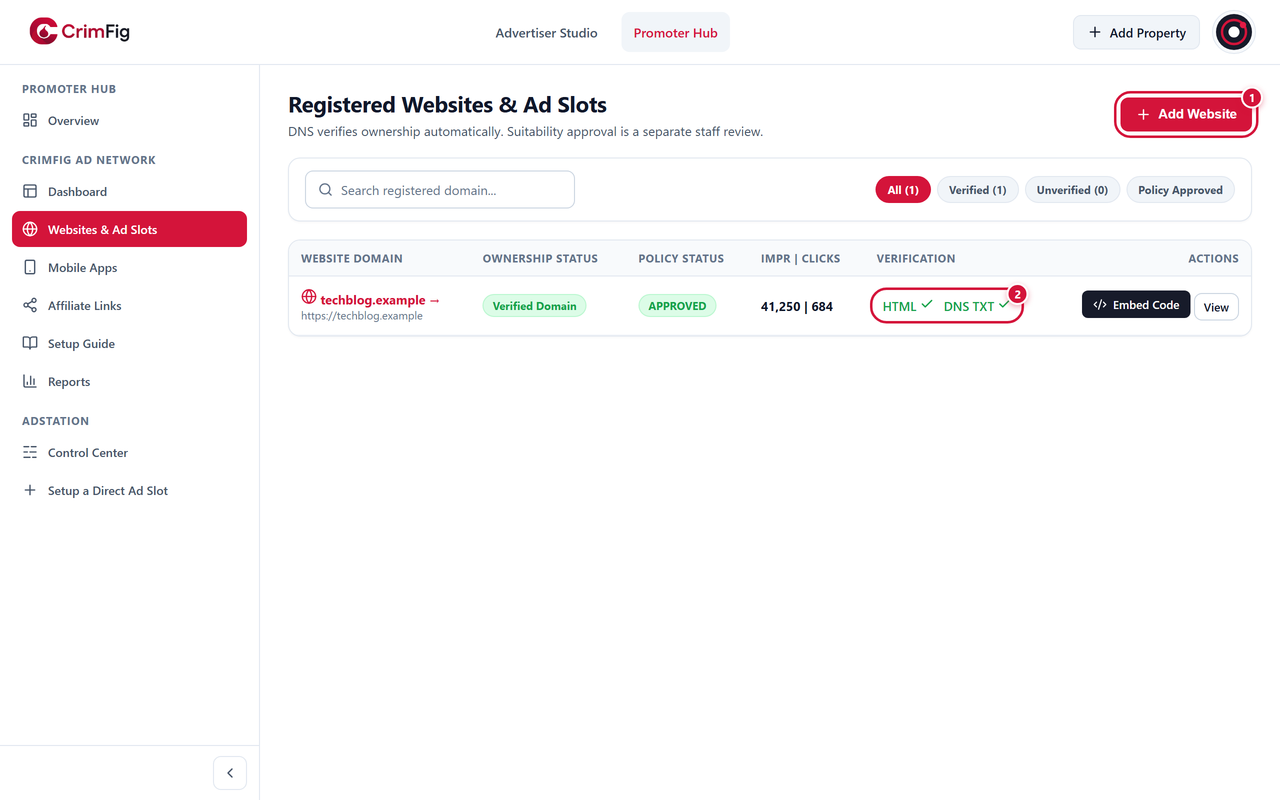 CrimFig
Advertiser Studio
Promoter Hub
Add Property
PROMOTER HUB
Overview
CRIMFIG AD NETWORK
Dashboard
Websites & Ad Slots
Mobile Apps
Affiliate Links
Setup Guide
Reports
ADSTATION
Control Center
Setup a Direct Ad Slot
Registered Websites & Ad Slots
DNS verifies ownership automatically. Suitability approval is a separate staff review.
Add Website
1
Search registered domain...
All (1)
Verified (1)
Unverified (0)
Policy Approved
WEBSITE DOMAIN
OWNERSHIP STATUS
POLICY STATUS
IMPR | CLICKS
VERIFICATION
ACTIONS
techblog.example →
https://techblog.example
Verified Domain
APPROVED
41,250 | 684
HTML ✓ DNS TXT ✓
2
</> Embed Code
View